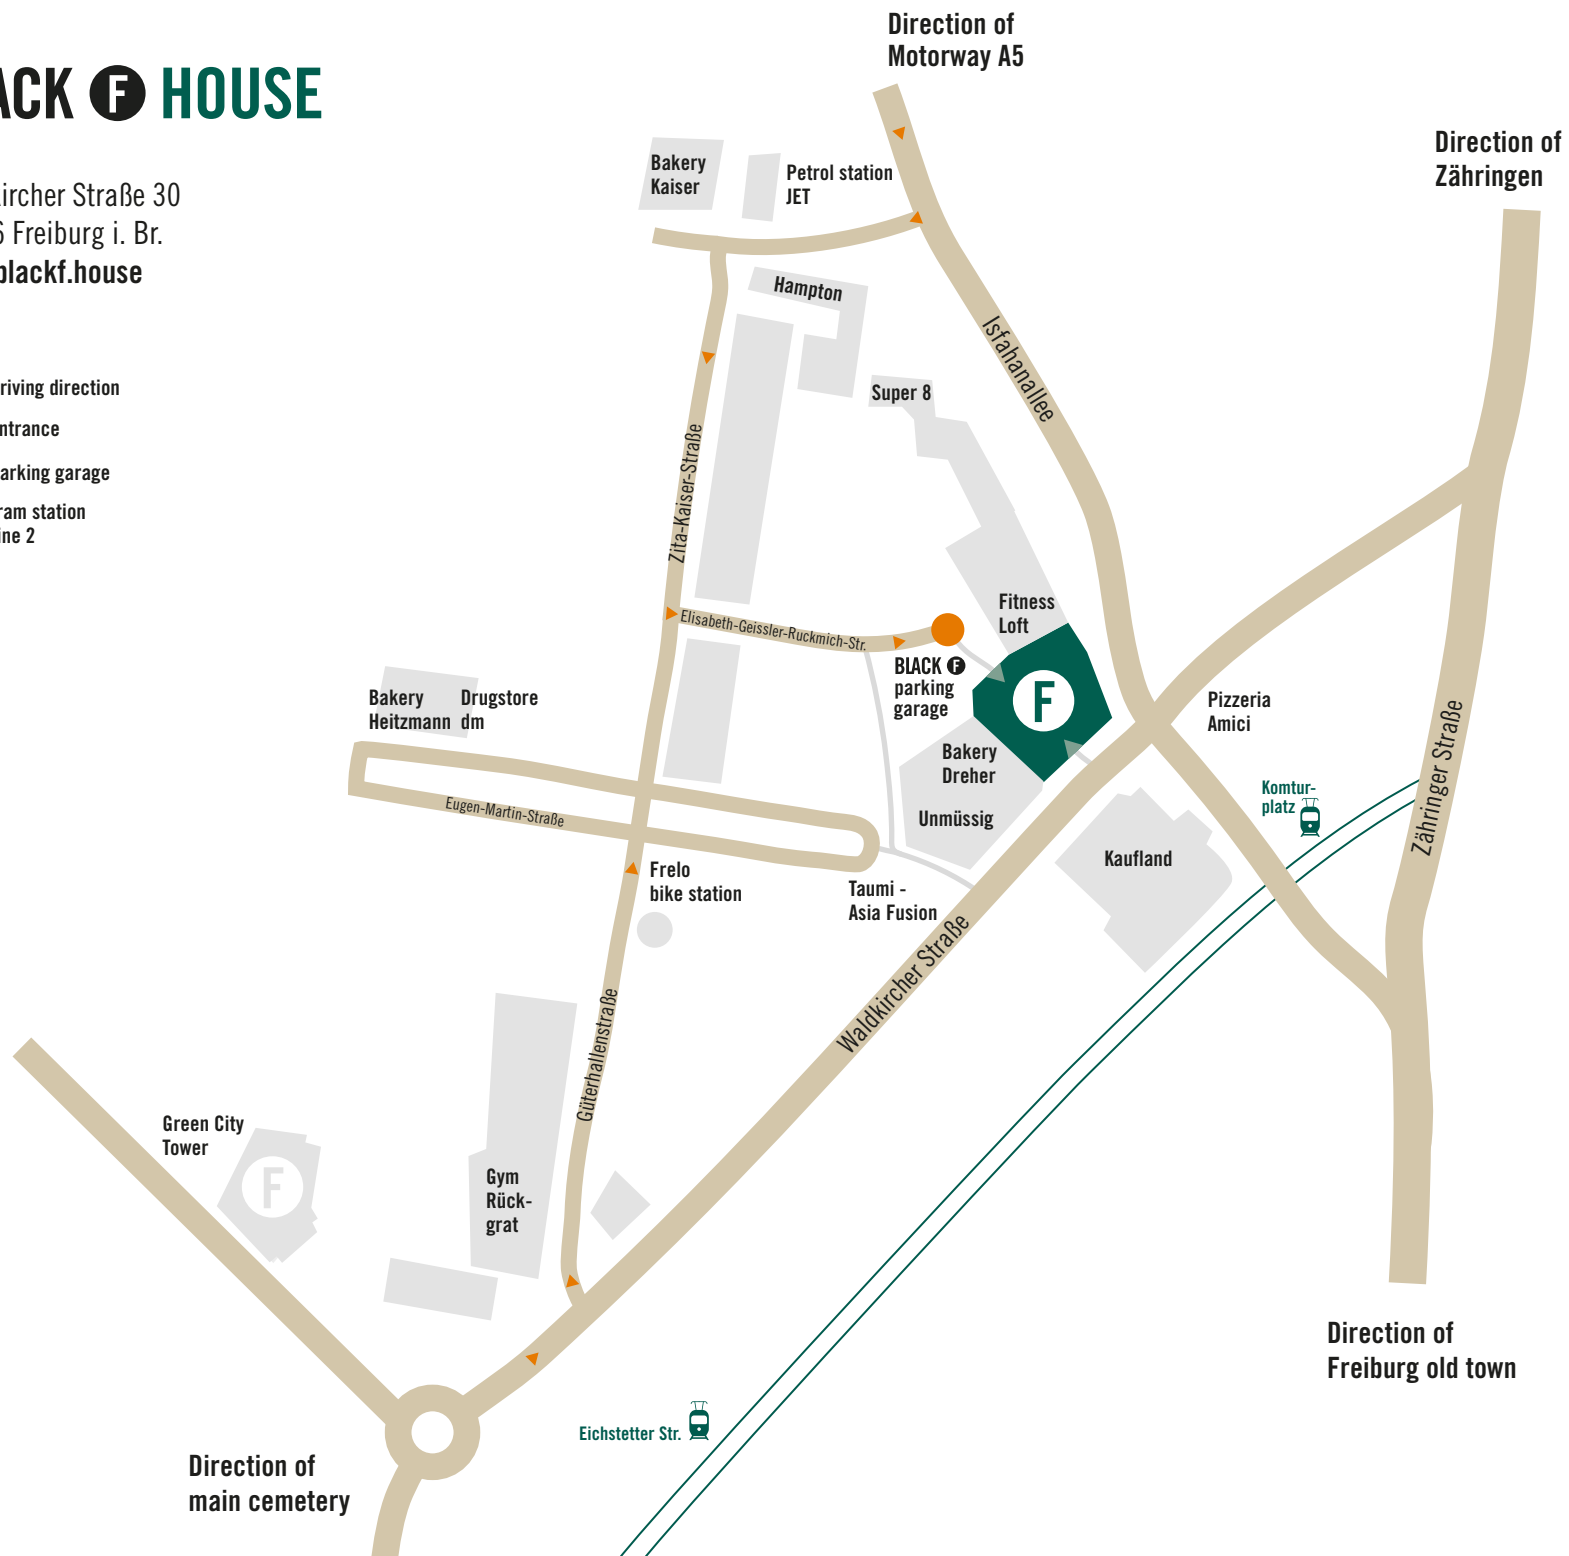 ACK F HOUSE
ircher Straße 30
6 Freiburg i. Br.
blackf.house
riving direction
ntrance
arking garage
ram station
ine 2
Direction of
Motorway A5
Direction of
Zähringen
Bakery
Kaiser
Petrol station
JET
Hampton
Super 8
Isfahanallee
Zita-Kaiser-Straße
Elisabeth-Geissler-Ruckmich-Str.
Fitness
Loft
BLACK F
parking
garage
F
Bakery
Heitzmann
Drugstore
dm
Pizzeria
Amici
Bakery
Dreher
Unmüssig
Komtur-
platz
Zähringer Straße
Eugen-Martin-Straße
Kaufland
Frelo
bike station
Taumi -
Asia Fusion
Waldkircher Straße
Güterhallenstraße
Green City
Tower
F
Gym
Rück-
grat
Direction of
Freiburg old town
Eichstetter Str.
Direction of
main cemetery